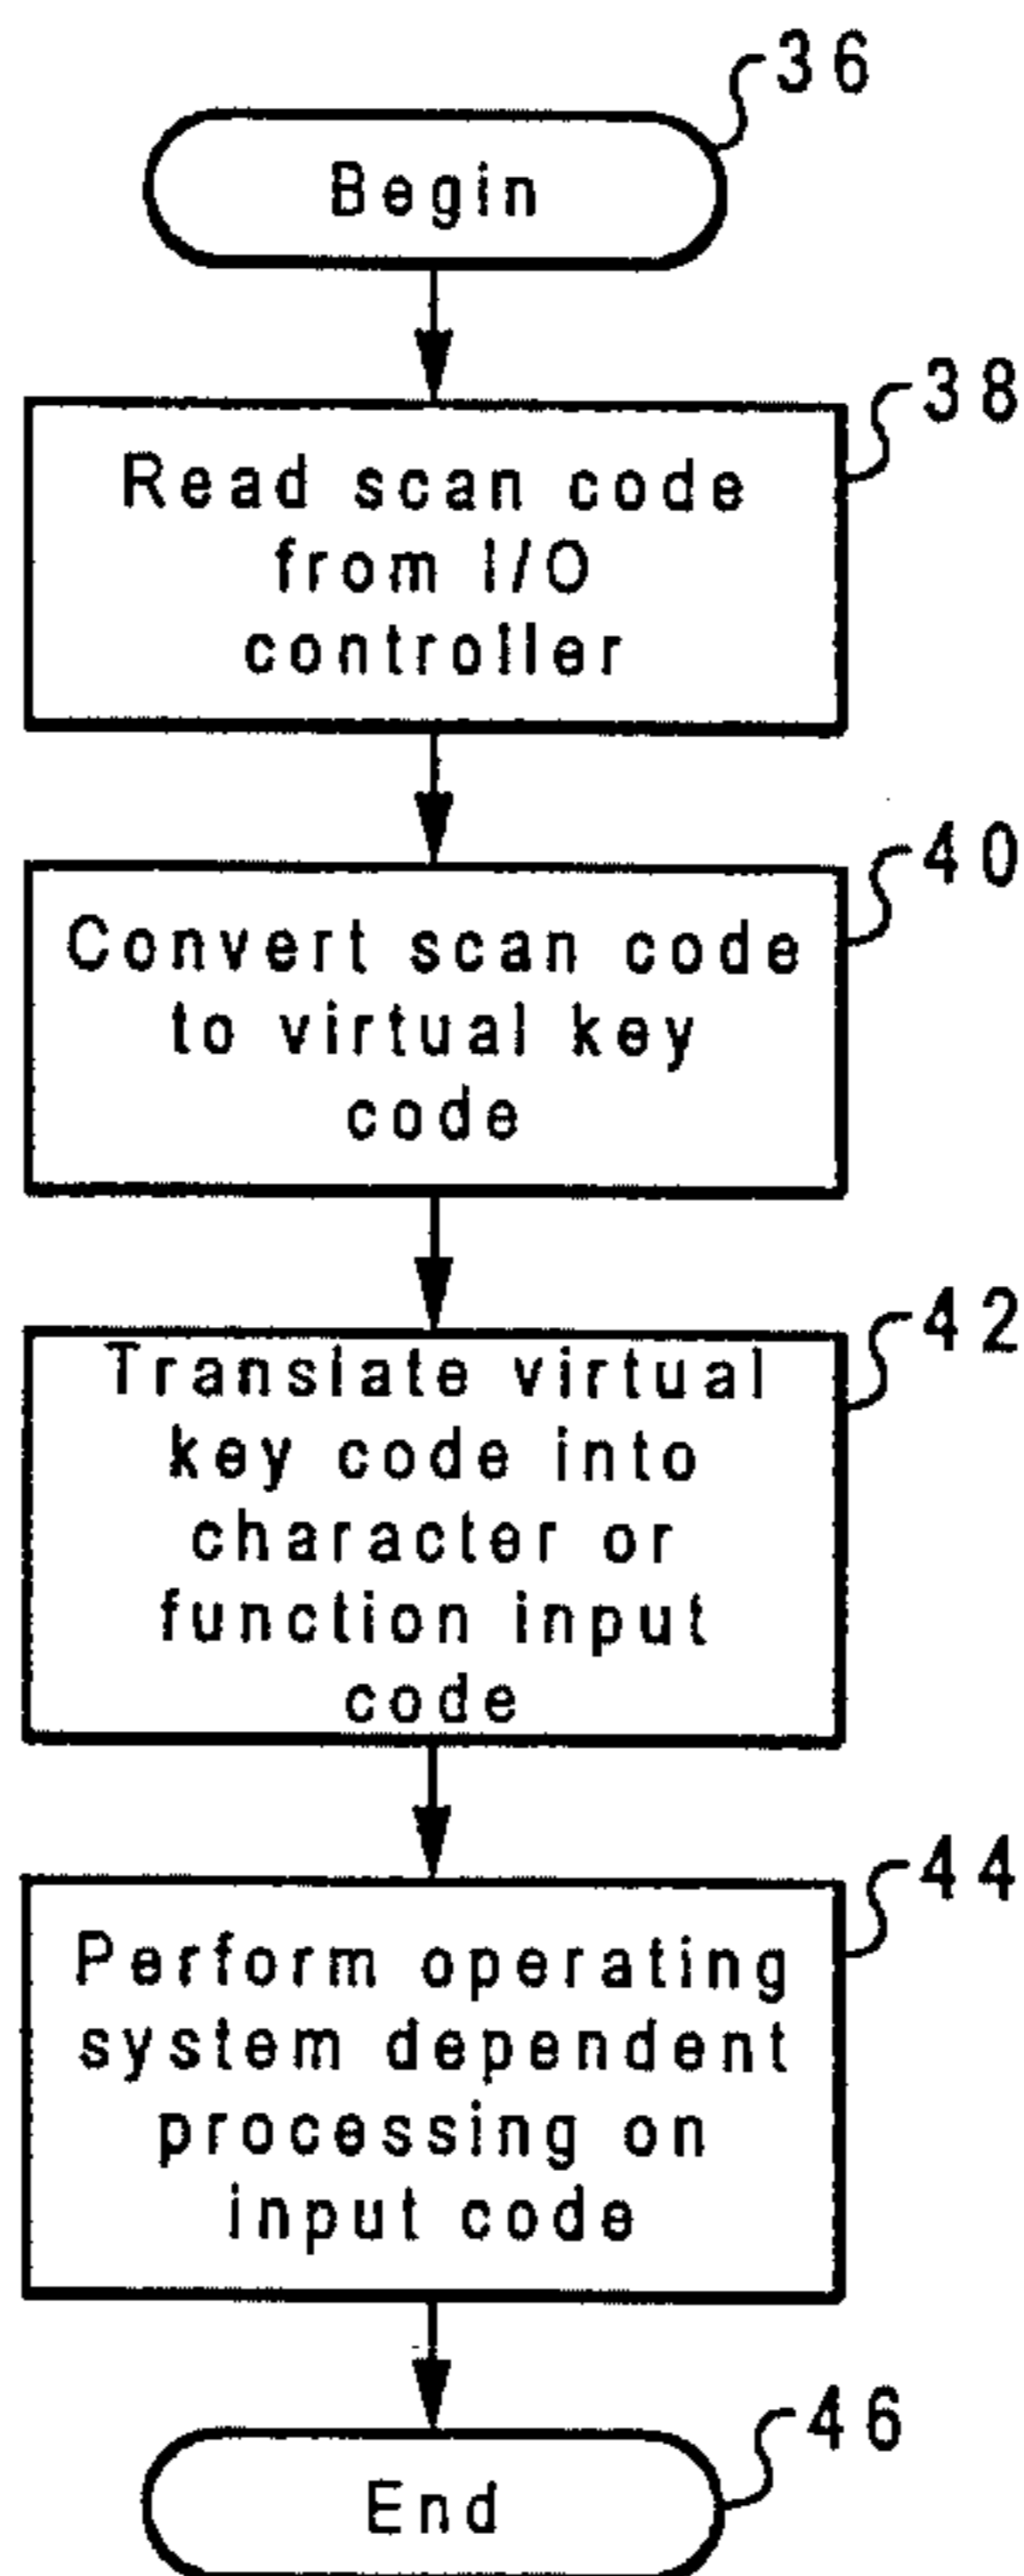 36
Begin
38
Read scan code
from I/O
controller
40
Convert scan code
to virtual key
code
42
Translate virtual
key code into
character or
function input
code
44
Perform operating
system dependent
processing on
input code
46
End